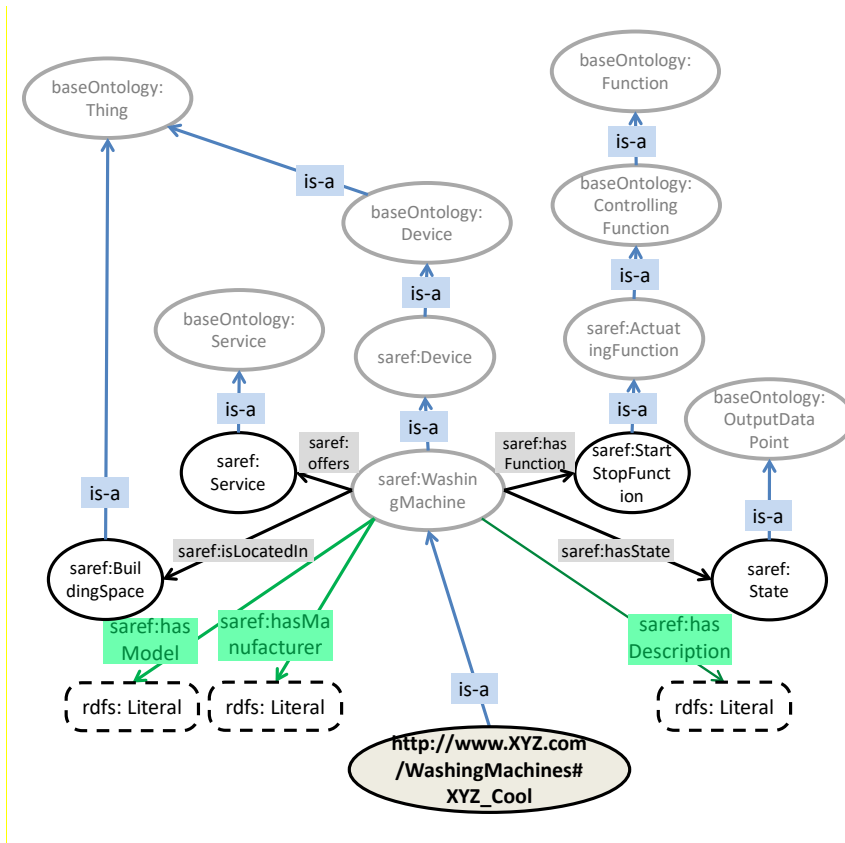 baseOntology:
Thing
baseOntology:
Function
is-a
is-a
baseOntology:
Device
baseOntology:
Controlling
Function
is-a
is-a
baseOntology:
Service
saref:Device
saref:Actuat
ingFunction
is-a
is-a
is-a
baseOntology:
OutputData
Point
saref:
Service
saref:
offers
saref:Washin
gMachine
saref:has
Function
saref:Start
StopFunct
ion
is-a
is-a
saref:isLocatedIn
saref:hasState
saref:Buil
dingSpace
saref:
State
saref:has
Model
saref:hasMa
nufacturer
saref:has
Description
rdfs: Literal
rdfs: Literal
is-a
rdfs: Literal
http://www.XYZ.com
/WashingMachines#
XYZ_Cool